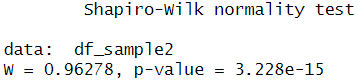 Shapiro-Wilk normality test
data:  df_sample2
W = 0.96278, p-value = 3.228e-15